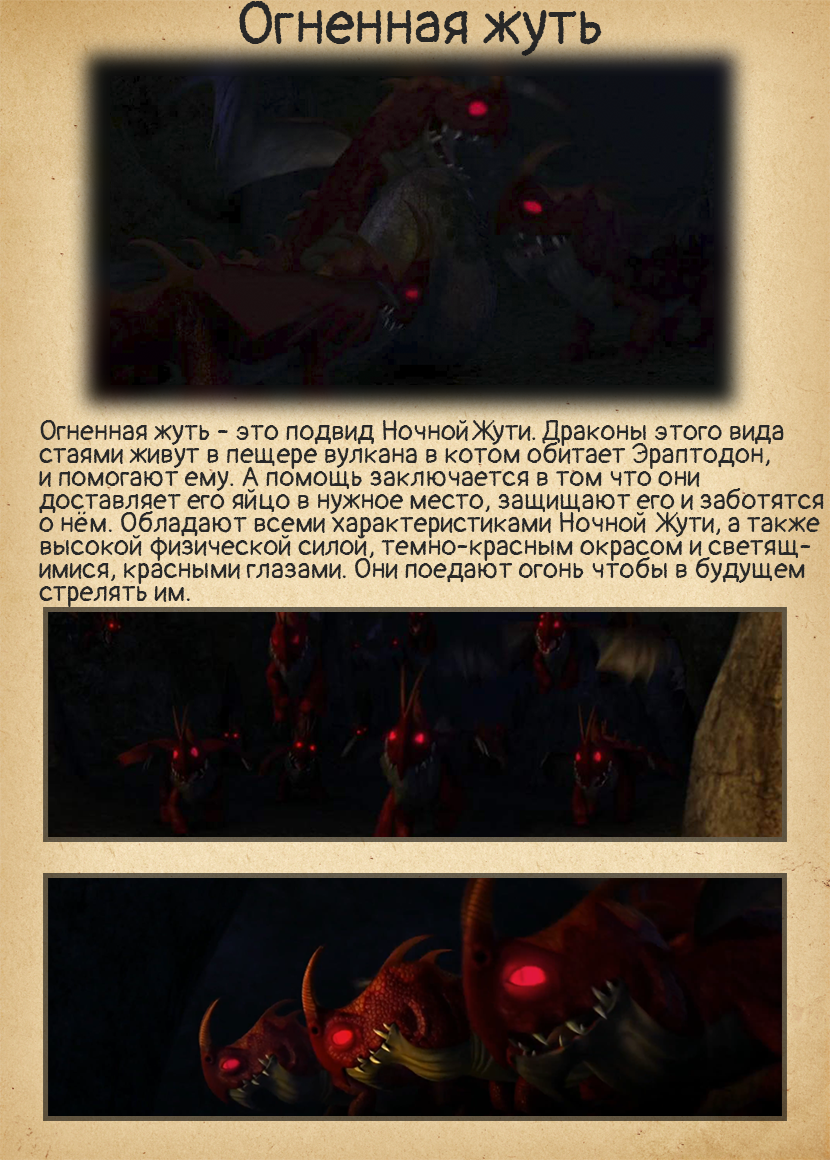 Огненная жуть
Огненная жуть - это подвид Ночной Жути. Драконы этого вида
стаями живут в пещере вулкана в котом обитает Эраптодон,
и помогают ему. А помощь заключается в том что они
доставляет его яйцо в нужное место, защищают его и заботятся
о нём. Обладают всеми характеристиками Ночной Жути, а также
высокой физической силой, темно-красным окрасом и светящ-
имися, красными глазами. Они поедают огонь чтобы в будущем
стрелять им.